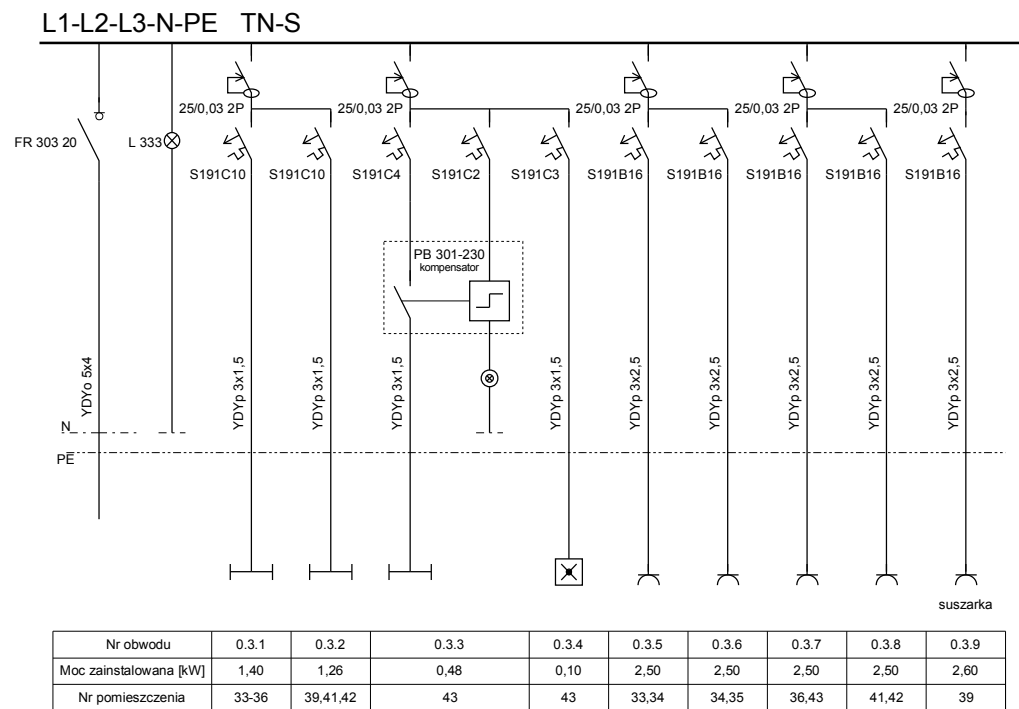 L1-L2-L3-N-PE TN-S
25/0,03 2P 25/0,03 2P 25/0,03 2P 25/0,03 2P 25/0,03 2P
FR 303 20 L 333
S191C10 S191C10 S191C4 S191C2 S191C3 S191B16 S191B16 S191B16 S191B16 S191B16
PB 301-230
kompensator
YDYo 5x4 YDYp 3x1,5 YDYp 3x1,5 YDYp 3x1,5 YDYp 3x1,5 YDYp 3x2,5 YDYp 3x2,5 YDYp 3x2,5 YDYp 3x2,5 YDYp 3x2,5
N
PE
suszarka
Nr obwodu 0.3.1 0.3.2 0.3.3 0.3.4 0.3.5 0.3.6 0.3.7 0.3.8 0.3.9
Moc zainstalowana [kW] 1,40 1,26 0,48 0,10 2,50 2,50 2,50 2,50 2,60
Nr pomieszczenia 33-36 39,41,42 43 43 33,34 34,35 36,43 41,42 39